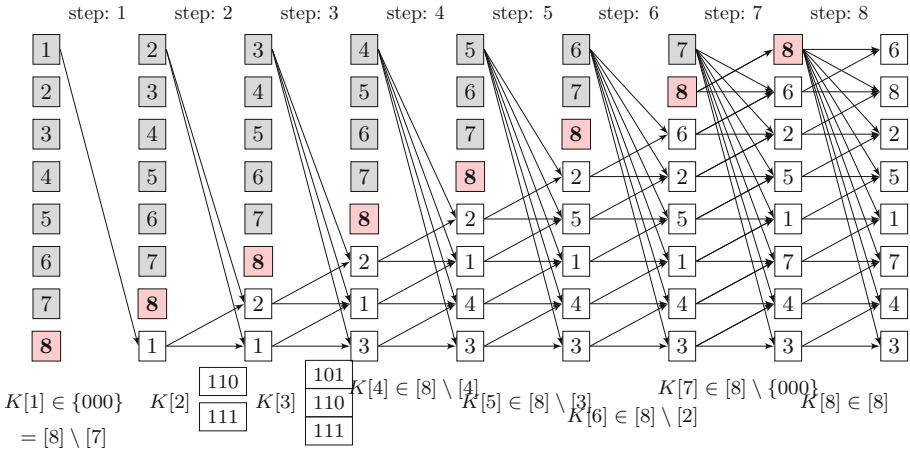 step: 1 step: 2 step: 3 step: 4 step: 5 step: 6 step: 7 step: 8
1 2 3 4 5 6 7 8 6
2 3 4 5 6 7 8 6 8
3 4 5 6 7 8 6 2 2
4 5 6 7 8 2 2 5 5
5 6 7 8 2 5 5 1 1
6 7 8 2 1 1 1 7 7
7 8 2 1 4 4 4 4 4
8 1 1 3 3 3 3 3 3
K[1] ∈ {000} K[2] 110 K[3] 101 K[4] ∈ [8] \ [4] K[5] ∈ [8] \ [3] K[6] ∈ [8] \ [2] K[7] ∈ [8] \ {000} K[8] ∈ [8]
= [8] \ [7] 111 110
111